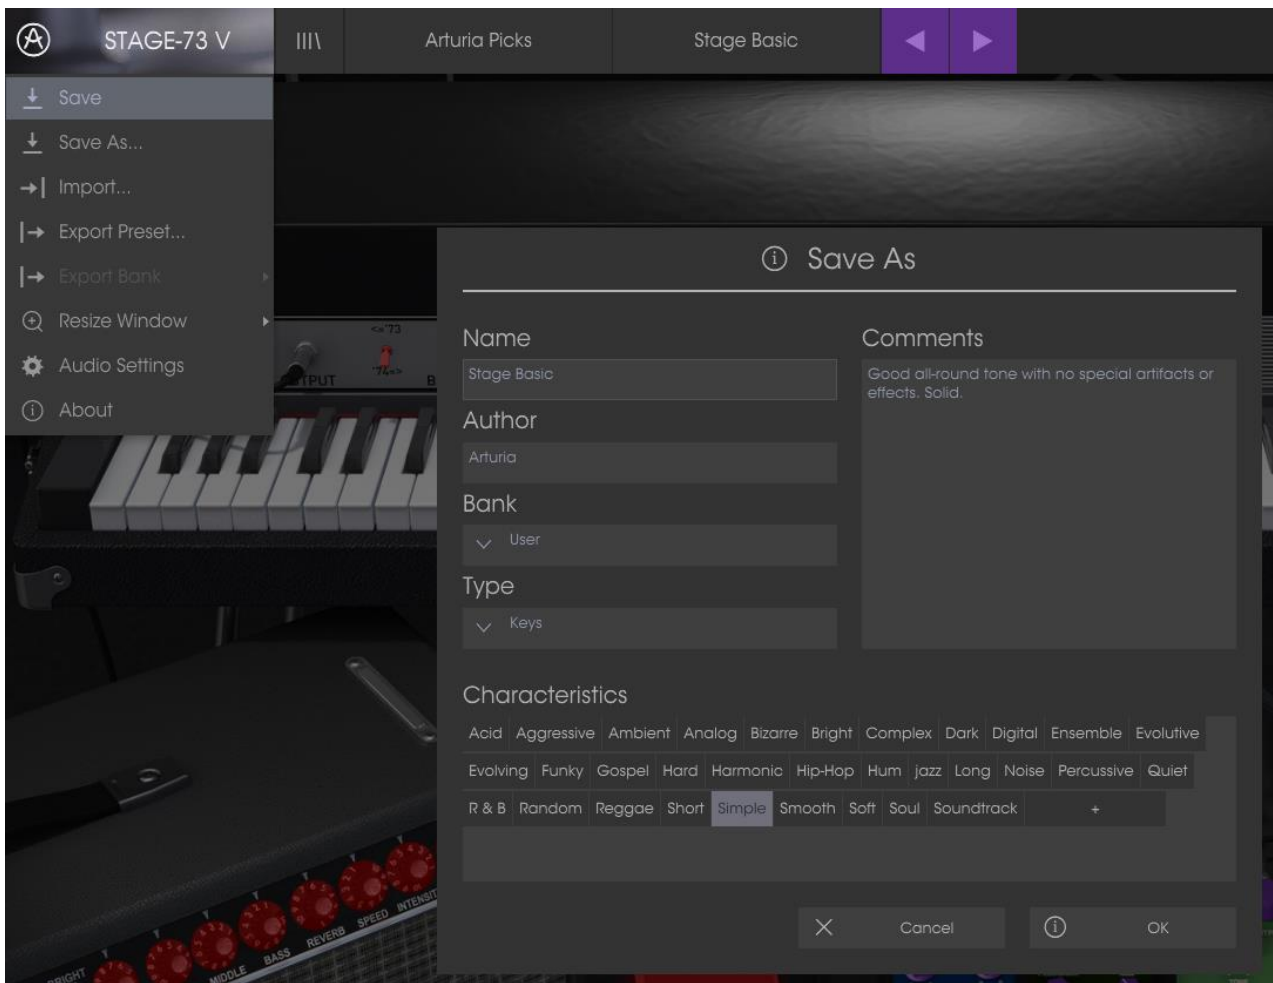 STAGE-73 V
Arturia Picks
Stage Basic
Save
Save As...
Import...
Export Preset...
Export Bank
Resize Window
Audio Settings
About
<='73
'74=>
Save As
Name
Stage Basic
Author
Arturia
Bank
User
Type
Keys
Comments
Good all-round tone with no special artifacts or
effects. Solid.
Characteristics
Acid Aggressive Ambient Analog Bizarre Bright Complex Dark Digital Ensemble Evolutive
Evolving Funky Gospel Hard Harmonic Hip-Hop Hum jazz Long Noise Percussive Quiet
R & B Random Reggae Short Simple Smooth Soft Soul Soundtrack +
Cancel
OK
MIDDLE BASS REVERB SPEED